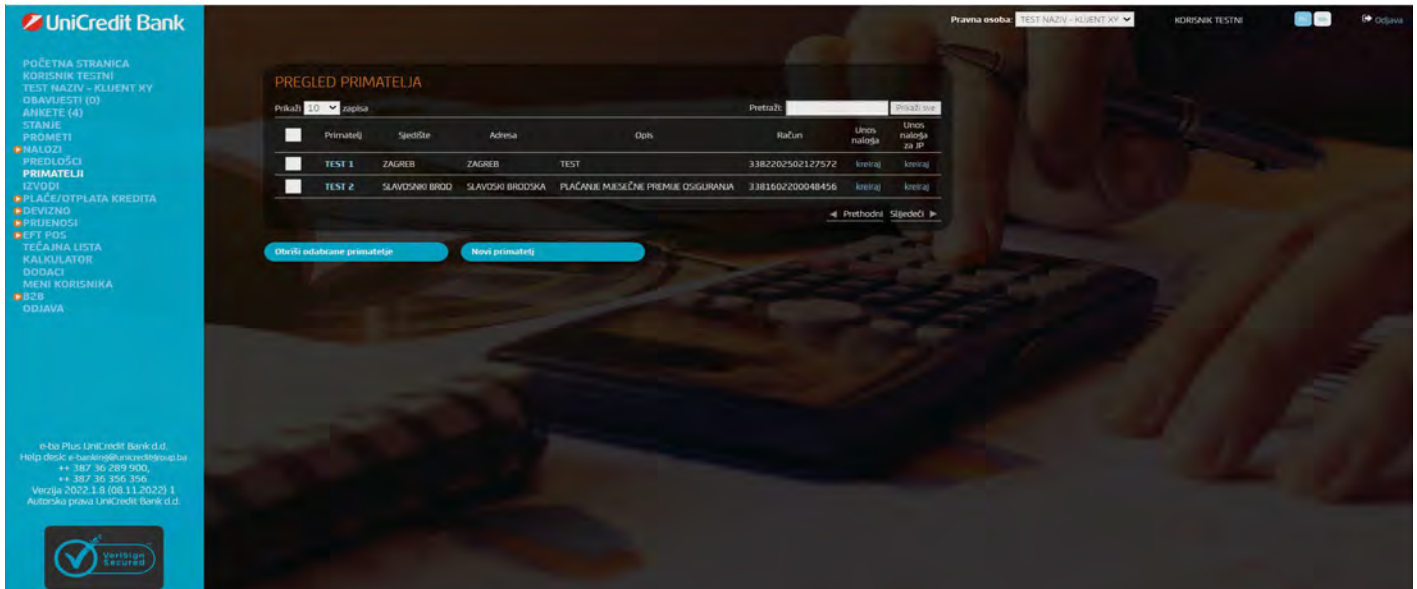 UniCredit Bank
Pravna osoba: TEST NAZIV - KLIJENT XY
KORISNIK TESTNI
Odjava
POČETNA STRANICA
KORISNIK TESTNI
TEST NAZIV - KLIJENT XY
OBAVIJESTI (0)
ANKETE (4)
STANJE
PROMETI
NALOZI
PREDLOŠCI
PRIMATELJI
IZVODI
PLAĆE/OTPLATA KREDITA
DEVIZNO
PRIJENOSI
EFT POS
TEČAJNA LISTA
KALKULATOR
DODACI
MENI KORISNIKA
B2B
ODJAVA
e-ba Plus UniCredit Bank d.d.
Help desk: e-banking@unicreditgroup.ba
++ 387 36 289 900,
++ 387 36 356 356
Verzija 2022.1.8 (08.11.2022) 1
Autorska prava UniCredit Bank d.d.
VeriSign
Secured
PREGLED PRIMATELJA
Prikaži 10 zapisa
Pretraži: Prikaži sve
Primatelj Sjedište Adresa Opis Račun Unos naloga Unos naloga za JP
TEST 1 ZAGREB ZAGREB TEST 3382202502127572 kreiraj kreiraj
TEST 2 SLAVOSNKI BROD SLAVOSKI BRODSKA PLAĆANJE MJESEČNE PREMIJE OSIGURANJA 3381602200048456 kreiraj kreiraj
Prethodni Slijedeći
Obriši odabrane primatelje
Novi primatelj